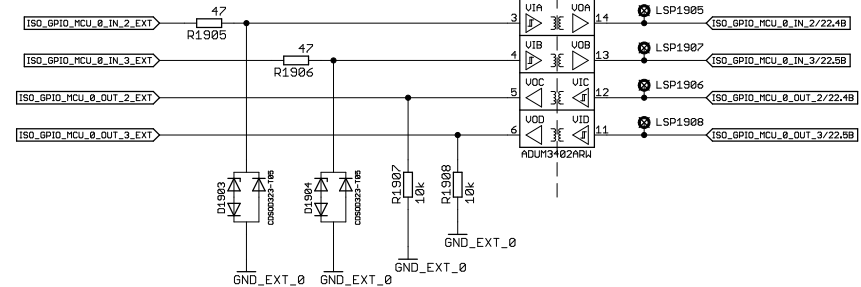 47
VIA
VOA
LSP1905
ISO_GPIO_MCU_0_IN_2_EXT
3
14
ISO_GPIO_MCU_0_IN_2/22.4B
R1905
47
VIB
VOB
LSP1907
ISO_GPIO_MCU_0_IN_3_EXT
4
13
ISO_GPIO_MCU_0_IN_3/22.5B
R1906
VOC
VIC
LSP1906
ISO_GPIO_MCU_0_OUT_2_EXT
5
12
ISO_GPIO_MCU_0_OUT_2/22.4B
VOD
VID
LSP1908
ISO_GPIO_MCU_0_OUT_3_EXT
6
11
ISO_GPIO_MCU_0_OUT_3/22.5B
ADUM3402ARW
D1903
CDSOD323-T05
D1904
CDSOD323-T05
R1907
10k
R1908
10k
GND_EXT_0
GND_EXT_0
GND_EXT_0
GND_EXT_0